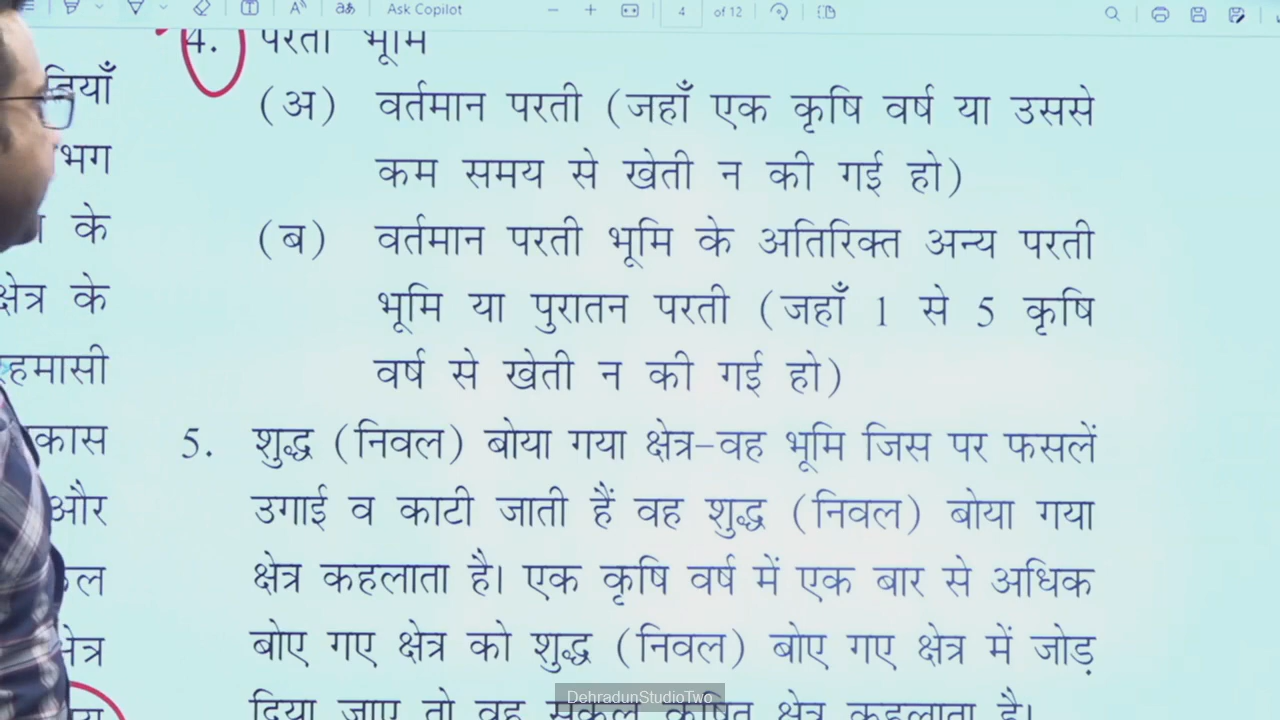 Ask Copilot
4
of 12
4. परती भूमि
(अ) वर्तमान परती (जहाँ एक कृषि वर्ष या उससे
कम समय से खेती न की गई हो)
(ब) वर्तमान परती भूमि के अतिरिक्त अन्य परती
भूमि या पुरातन परती (जहाँ 1 से 5 कृषि
वर्ष से खेती न की गई हो)
5. शुद्ध (निवल) बोया गया क्षेत्र-वह भूमि जिस पर फसलें
उगाई व काटी जाती हैं वह शुद्ध (निवल) बोया गया
क्षेत्र कहलाता है। एक कृषि वर्ष में एक बार से अधिक
बोए गए क्षेत्र को शुद्ध (निवल) बोए गए क्षेत्र में जोड़
दिया जाए तो वह सकल कृषित क्षेत्र कहलाता है।
भग
के
क्षेत्र के
कास
और
DehradunStudioTwo